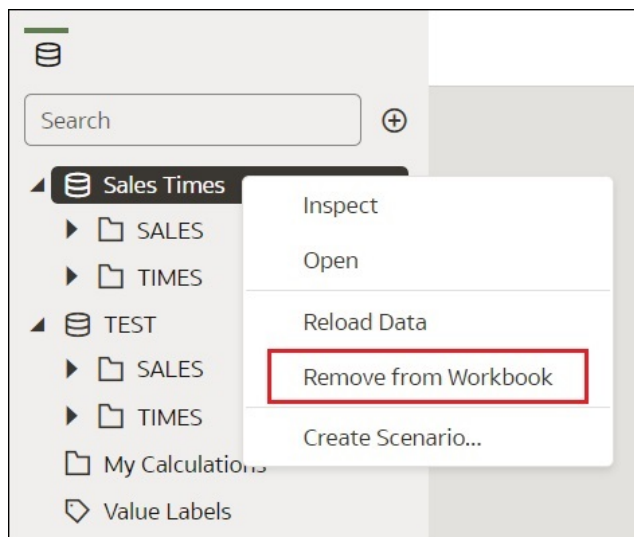 Search
Sales Times
SALES
TIMES
TEST
SALES
TIMES
My Calculations
Value Labels
Inspect
Open
Reload Data
Remove from Workbook
Create Scenario...